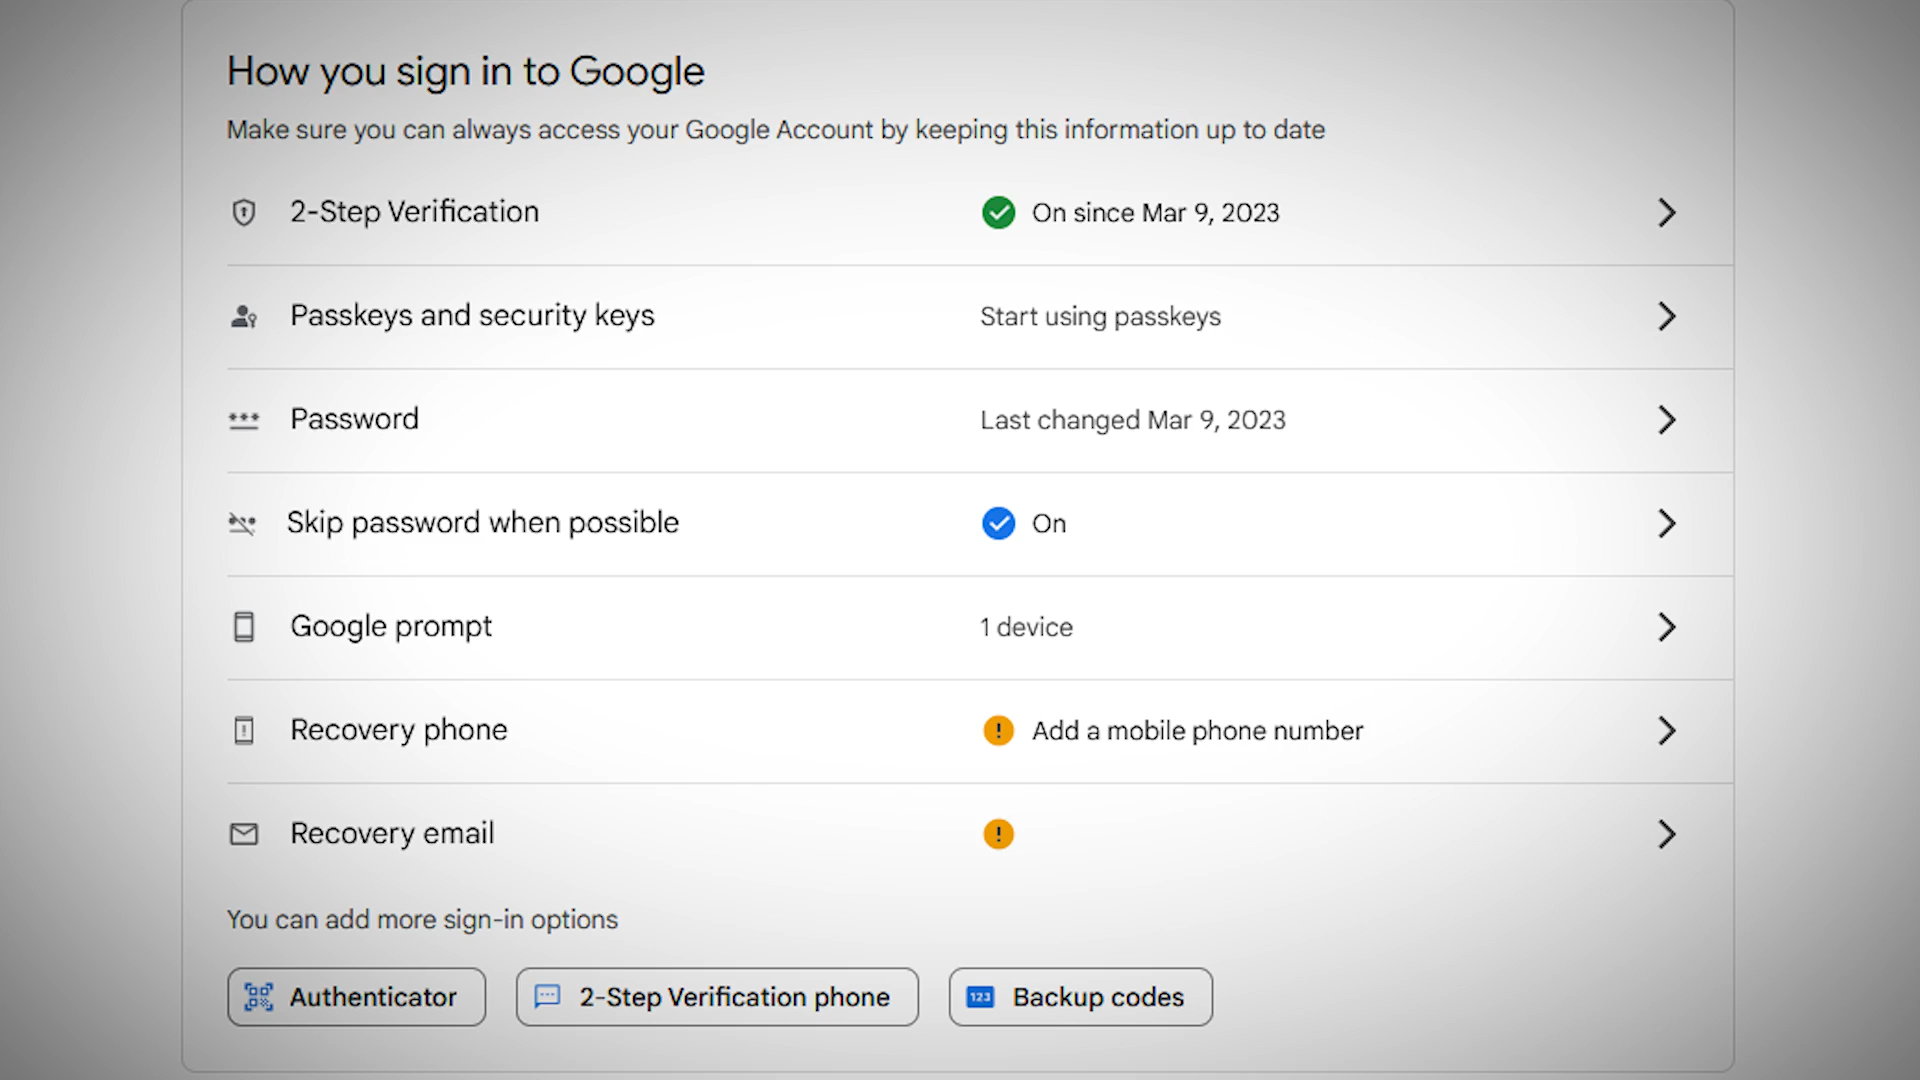 How you sign in to Google
Make sure you can always access your Google Account by keeping this information up to date
2-Step Verification
On since Mar 9, 2023
Passkeys and security keys
Start using passkeys
Password
Last changed Mar 9, 2023
Skip password when possible
On
Google prompt
1 device
Recovery phone
! Add a mobile phone number
Recovery email
!
You can add more sign-in options
Authenticator
2-Step Verification phone
123 Backup codes